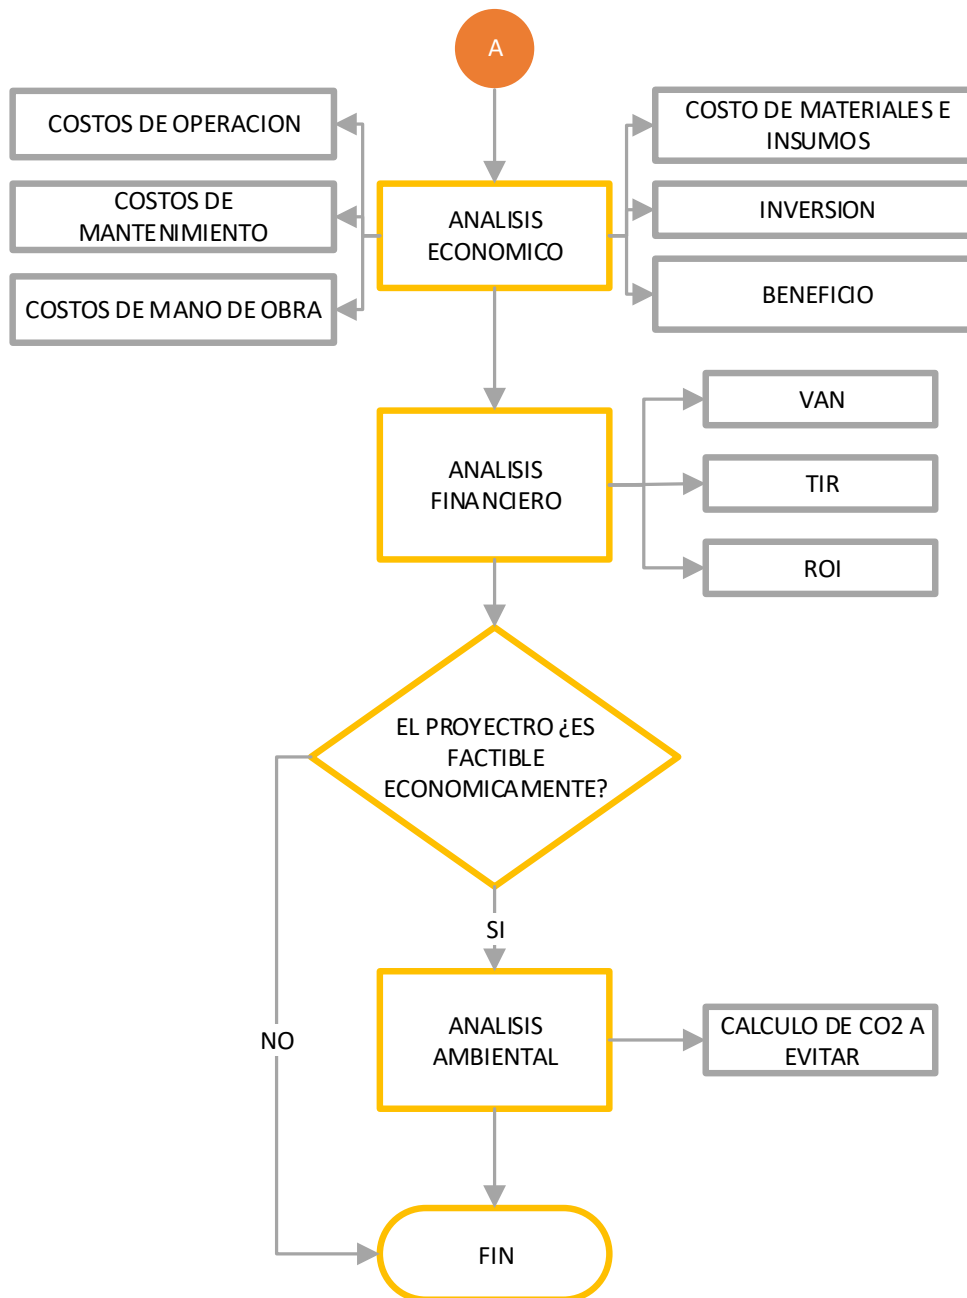 A
COSTOS DE OPERACION
COSTO DE MATERIALES E
INSUMOS
COSTOS DE
MANTENIMIENTO
ANALISIS
ECONOMICO
INVERSION
COSTOS DE MANO DE OBRA
BENEFICIO
ANALISIS
FINANCIERO
VAN
TIR
ROI
EL PROYECTRO ¿ES
FACTIBLE
ECONOMICAMENTE?
SI
NO
ANALISIS
AMBIENTAL
CALCULO DE CO2 A
EVITAR
FIN